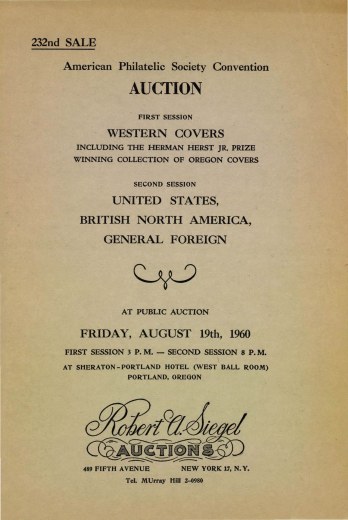 232nd SALE
American Philatelic Society Convention
AUCTION
FIRST SESSION
WESTERN COVERS
INCLUDING THE HERMAN HERST JR. PRIZE
WINNING COLLECTION OF OREGON COVERS
SECOND SESSION
UNITED STATES,
BRITISH NORTH AMERICA,
GENERAL FOREIGN
AT PUBLIC AUCTION
FRIDAY, AUGUST 19th, 1960
FIRST SESSION 3 P. M. — SECOND SESSION 8 P. M.
AT SHERATON-PORTLAND HOTEL (WEST BALL ROOM)
PORTLAND, OREGON
Robert A. Siegel
AUCTIONS
489 FIFTH AVENUE NEW YORK 17, N. Y.
Tel. MUrray Hill 2-6980